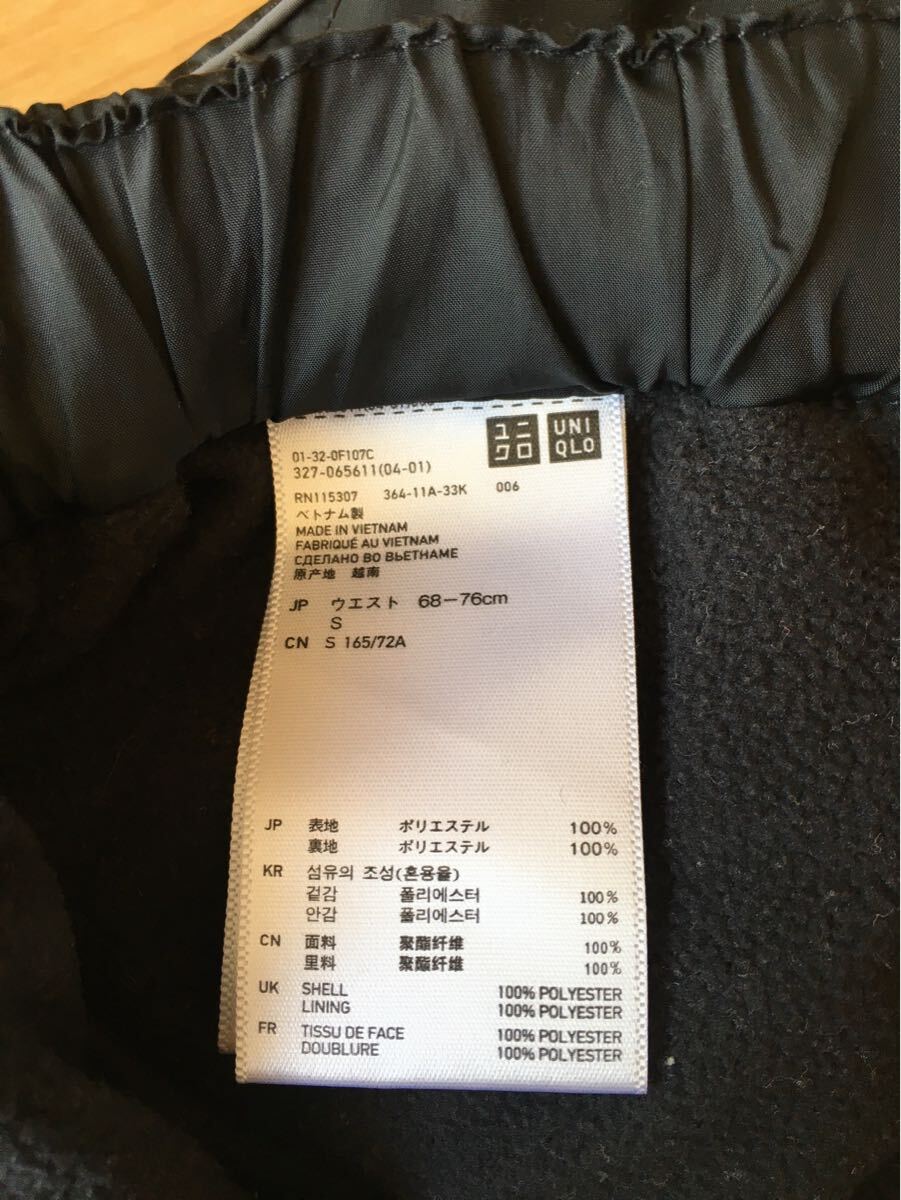 ユニ
クロ
UNI
QLO
01-32-0F107C
327-065611(04-01)
RN115307 364-11A-33K 006
ベトナム製
MADE IN VIETNAM
FABRIQUÉ AU VIETNAM
СДЕЛАНО ВО ВЬЕТНАМЕ
原产地 越南
JP ウエスト 68-76cm
S
CN S 165/72A
JP 表地 ポリエステル 100%
裏地 ポリエステル 100%
KR 섬유의 조성(혼용율)
겉감 폴리에스터 100%
안감 폴리에스터 100%
CN 面料 聚酯纤维 100%
里料 聚酯纤维 100%
UK SHELL 100% POLYESTER
LINING 100% POLYESTER
FR TISSU DE FACE 100% POLYESTER
DOUBLURE 100% POLYESTER